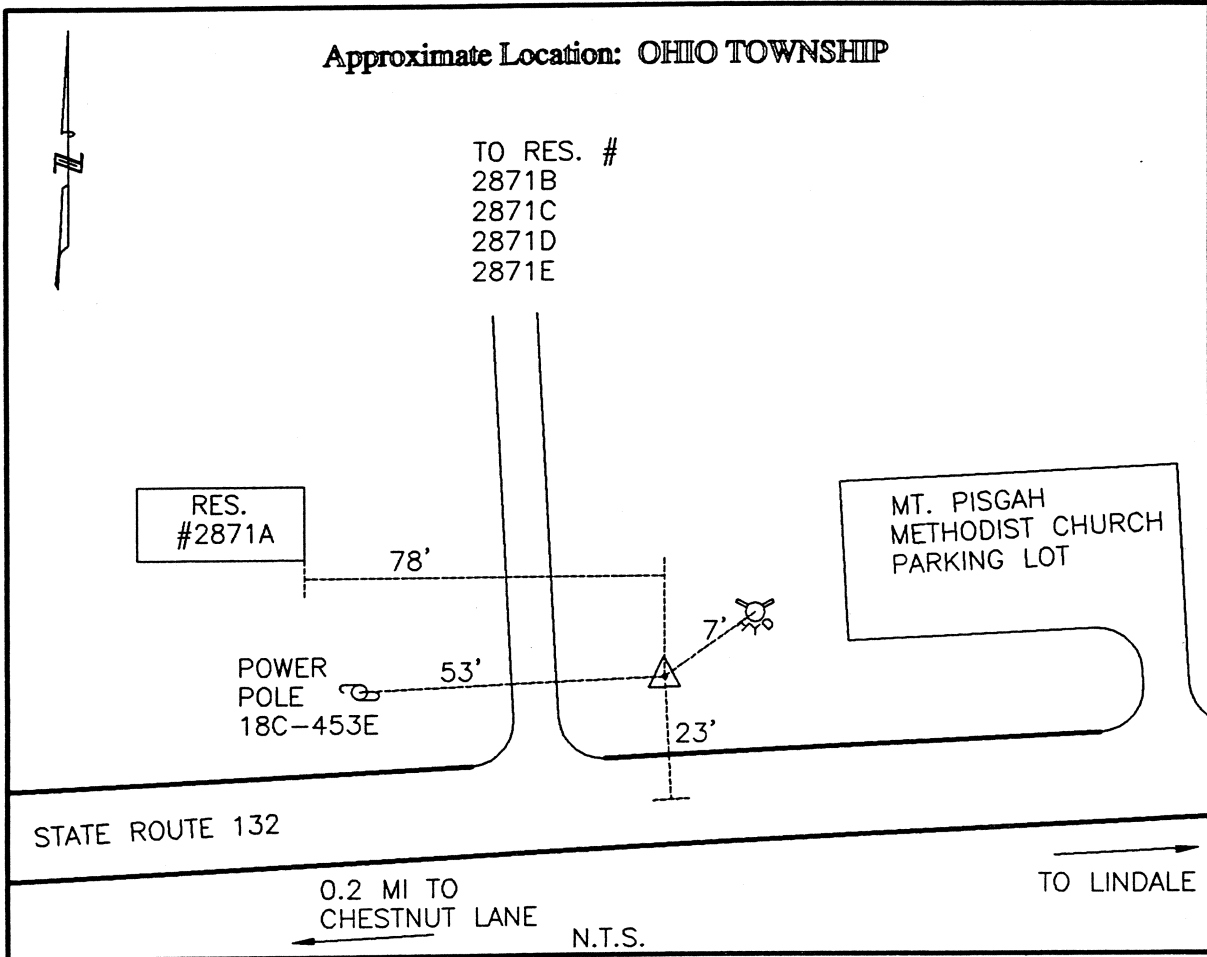 Approximate Location: OHIO TOWNSHIP
N
TO RES. #
2871B
2871C
2871D
2871E
RES.
#2871A
78'
MT. PISGAH
METHODIST CHURCH
PARKING LOT
7'
POWER
POLE
18C-453E
53'
23'
STATE ROUTE 132
0.2 MI TO
CHESTNUT LANE
N.T.S.
TO LINDALE